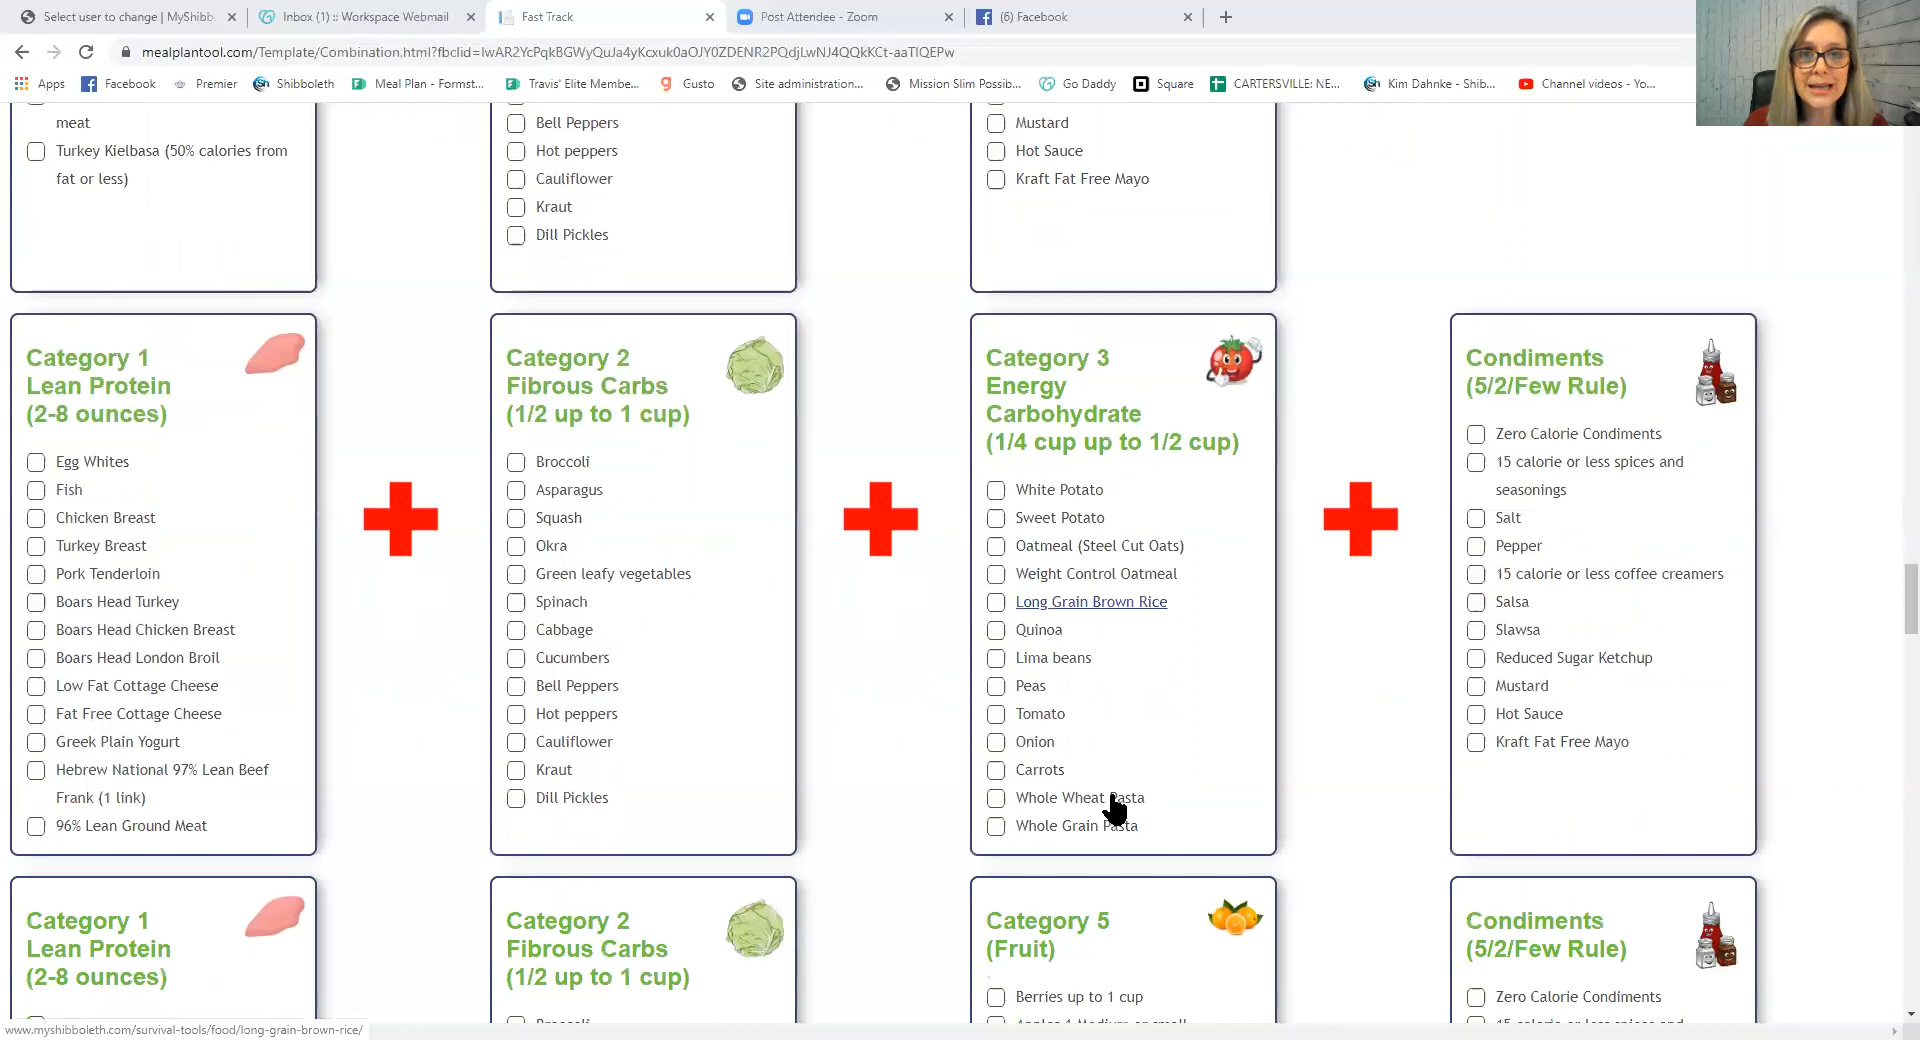 Select user to change | MyShibb
Inbox (1) :: Workspace Webmail
Fast Track
Post Attendee - Zoom
(6) Facebook
mealplantool.com/Template/Combination.html?fbclid=IwAR2YcPqkBGWyQuJa4yKcxuk0aOJY0ZDENR2PQdjLwNJ4QQkKCt-aaTlQEPw
Apps
Facebook
Premier
Shibboleth
Meal Plan - Formst...
Travis' Elite Membe...
Gusto
Site administration...
Mission Slim Possib...
Go Daddy
Square
CARTERSVILLE: NE...
Kim Dahnke - Shib...
Channel videos - Yo...
meat
Turkey Kielbasa (50% calories from
fat or less)
Bell Peppers
Hot peppers
Cauliflower
Kraut
Dill Pickles
Mustard
Hot Sauce
Kraft Fat Free Mayo
Category 1
Lean Protein
(2-8 ounces)
Egg Whites
Fish
Chicken Breast
Turkey Breast
Pork Tenderloin
Boars Head Turkey
Boars Head Chicken Breast
Boars Head London Broil
Low Fat Cottage Cheese
Fat Free Cottage Cheese
Greek Plain Yogurt
Hebrew National 97% Lean Beef
Frank (1 link)
96% Lean Ground Meat
Category 2
Fibrous Carbs
(1/2 up to 1 cup)
Broccoli
Asparagus
Squash
Okra
Green leafy vegetables
Spinach
Cabbage
Cucumbers
Bell Peppers
Hot peppers
Cauliflower
Kraut
Dill Pickles
Category 3
Energy
Carbohydrate
(1/4 cup up to 1/2 cup)
White Potato
Sweet Potato
Oatmeal (Steel Cut Oats)
Weight Control Oatmeal
Long Grain Brown Rice
Quinoa
Lima beans
Peas
Tomato
Onion
Carrots
Whole Wheat Pasta
Whole Grain Pasta
Condiments
(5/2/Few Rule)
Zero Calorie Condiments
15 calorie or less spices and
seasonings
Salt
Pepper
15 calorie or less coffee creamers
Salsa
Slawsa
Reduced Sugar Ketchup
Mustard
Hot Sauce
Kraft Fat Free Mayo
Category 1
Lean Protein
(2-8 ounces)
Category 2
Fibrous Carbs
(1/2 up to 1 cup)
Broccoli
Category 5
(Fruit)
Berries up to 1 cup
Apples 1 Medium or small
Condiments
(5/2/Few Rule)
Zero Calorie Condiments
15 calorie or less spices and
www.myshibboleth.com/survival-tools/food/long-grain-brown-rice/